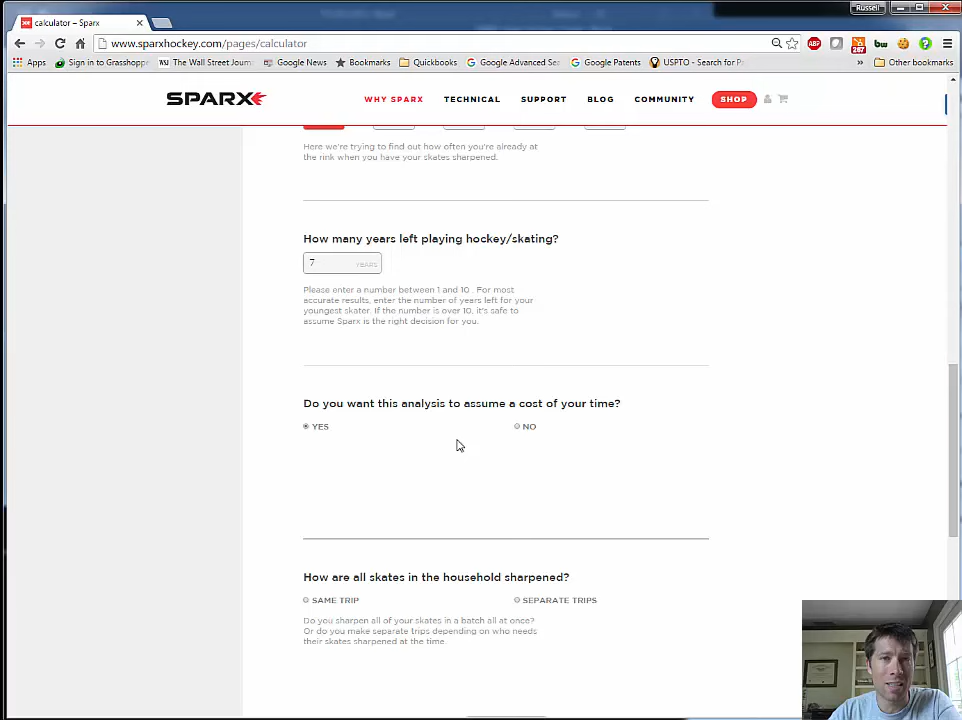 Russell
calculator – Sparx
www.sparxhockey.com/pages/calculator
ABP
267
bw
Apps
Sign in to Grasshopp
WSJ
The Wall Street Journ
Google News
Bookmarks
Quickbooks
Google Advanced Sea
Google Patents
USPTO - Search for Pa
»
Other bookmarks
SPARX
WHY SPARX
TECHNICAL
SUPPORT
BLOG
COMMUNITY
SHOP
Here we're trying to find out how often you're already at
the rink when you have your skates sharpened.
How many years left playing hockey/skating?
7
YEARS
Please enter a number between 1 and 10 . For most
accurate results, enter the number of years left for your
youngest skater. If the number is over 10, it's safe to
assume Sparx is the right decision for you.
Do you want this analysis to assume a cost of your time?
YES
NO
How are all skates in the household sharpened?
SAME TRIP
SEPARATE TRIPS
Do you sharpen all of your skates in a batch all at once?
Or do you make separate trips depending on who needs
their skates sharpened at the time.